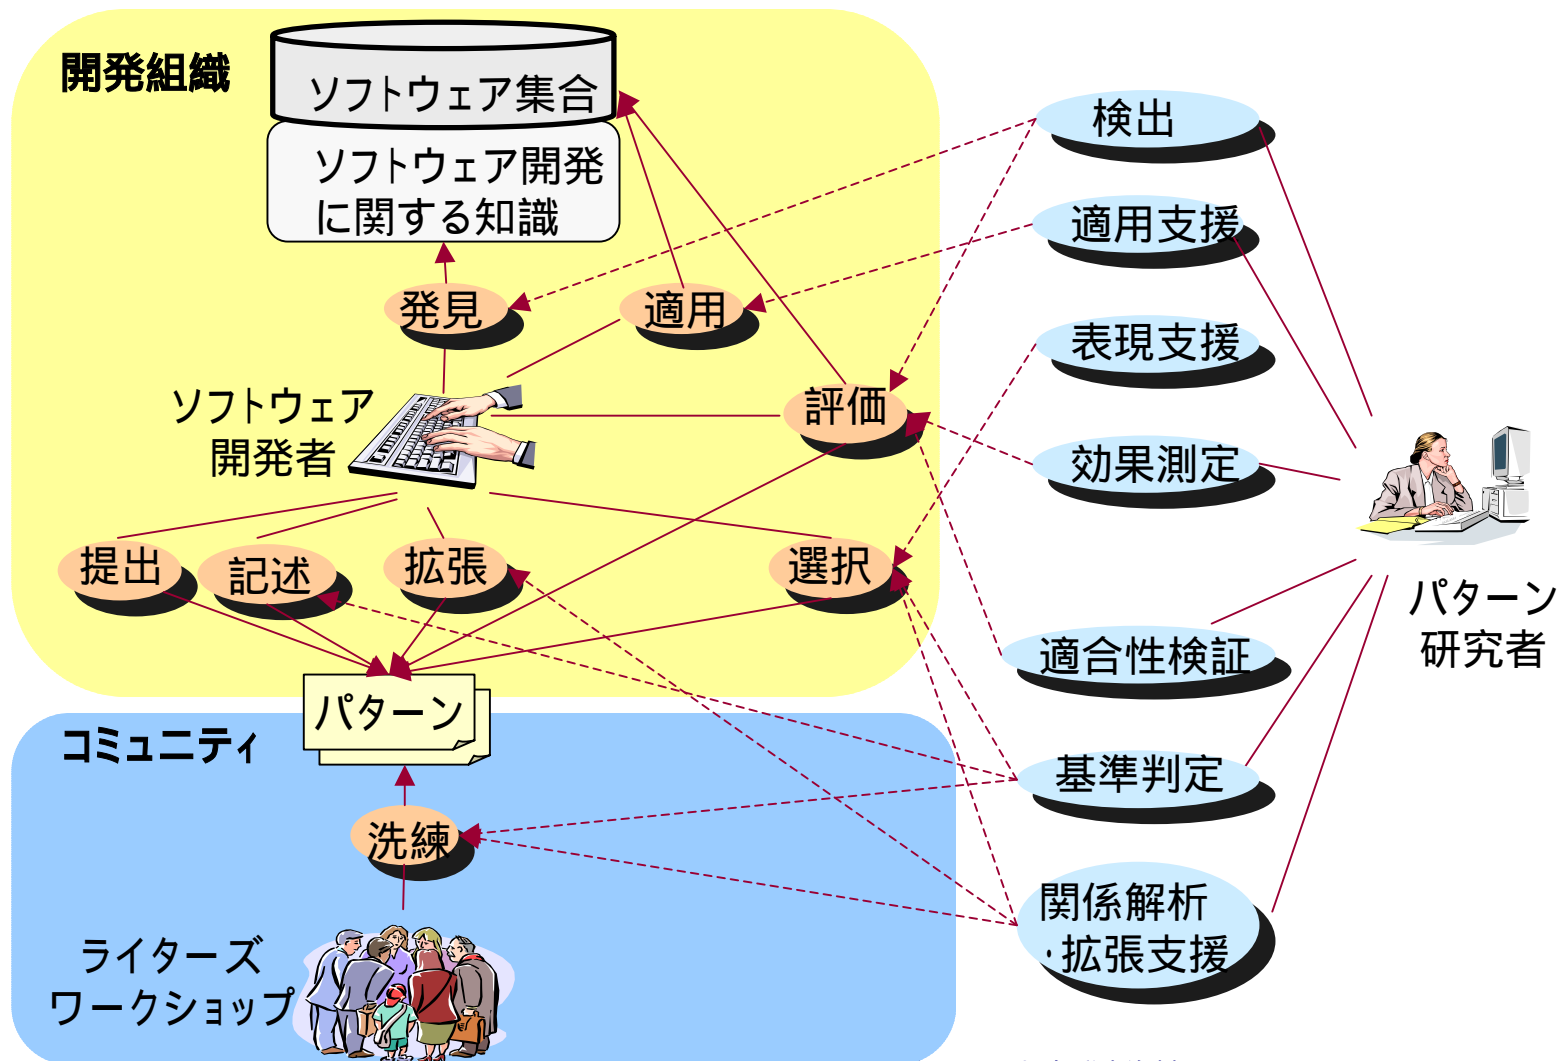 開発組織
ソフトウェア集合
ソフトウェア開発
に関する知識
発見
適用
評価
ソフトウェア
開発者
提出
記述
拡張
選択
パターン
コミュニティ
洗練
ライターズ
ワークショップ
検出
適用支援
表現支援
効果測定
適合性検証
基準判定
関係解析
・拡張支援
パターン
研究者